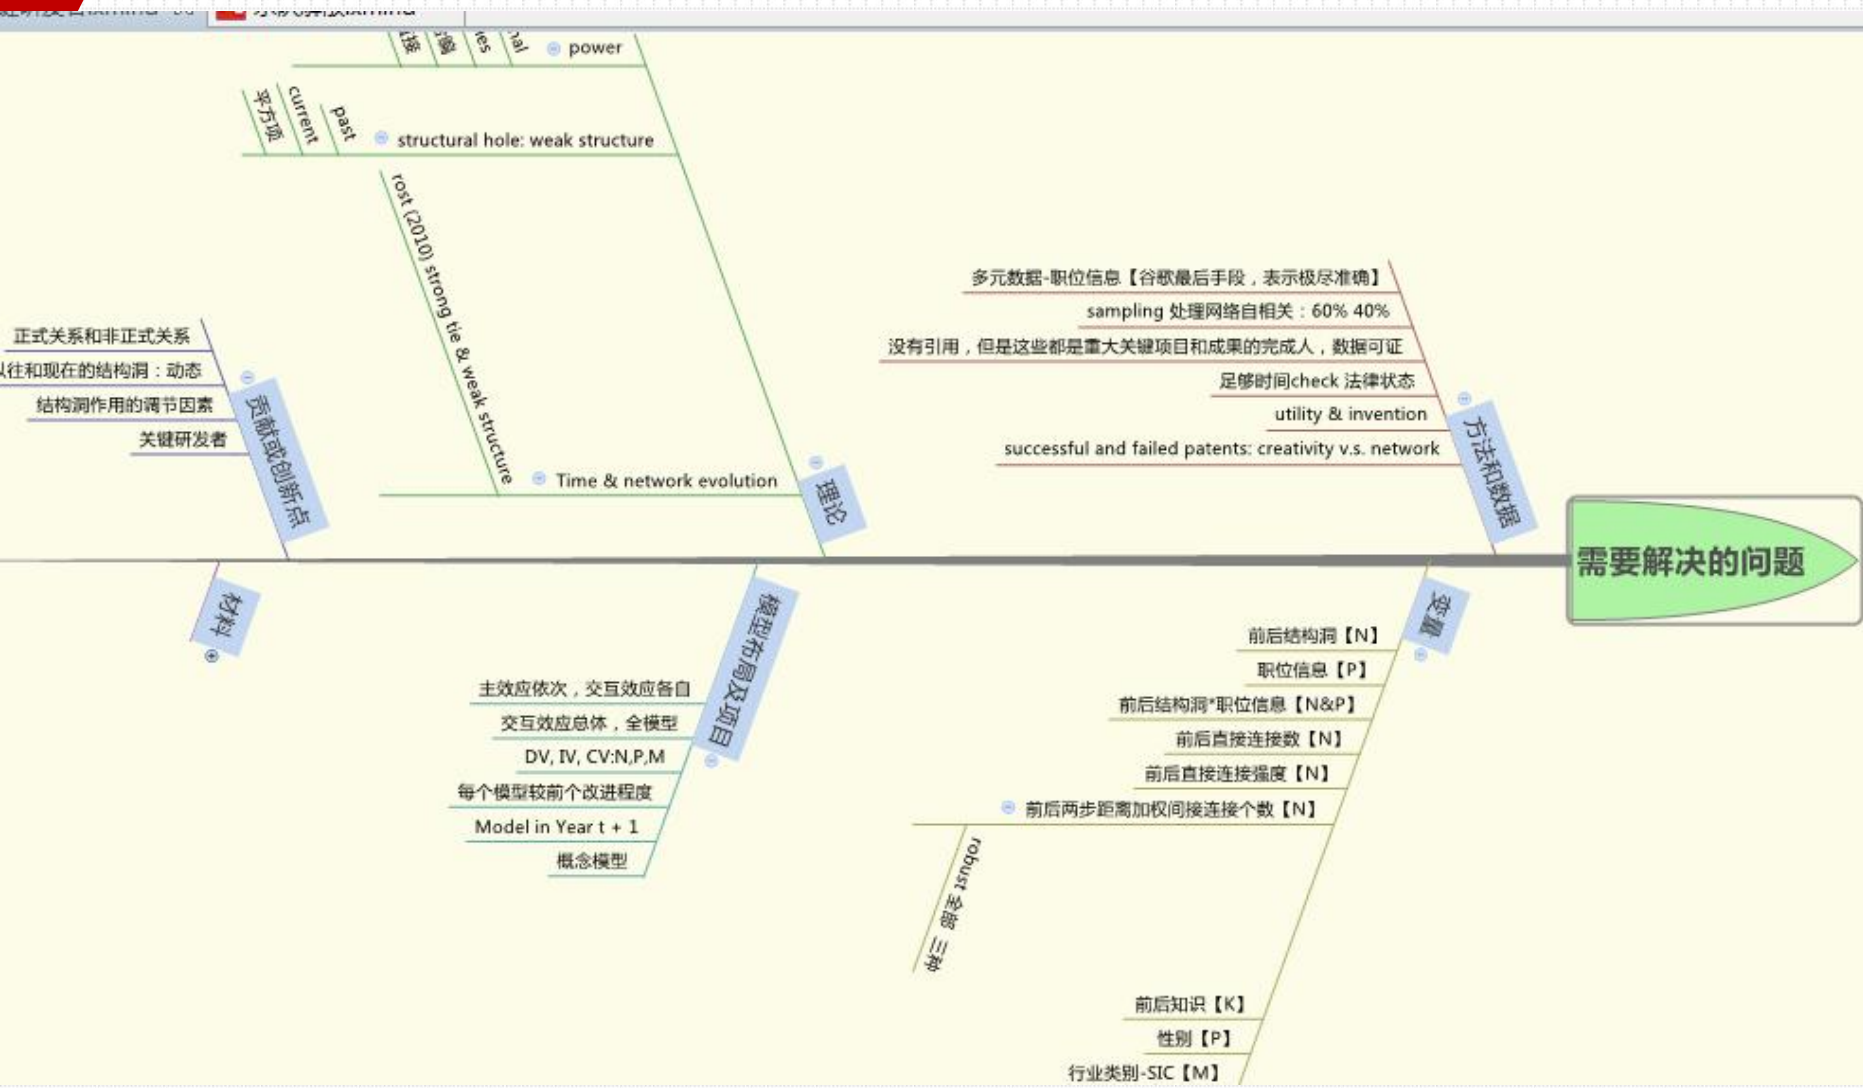 power
past
current
平方项
structural hole: weak structure
rost (2010) strong tie & weak structure
Time & network evolution
理论
多元数据-职位信息【谷歌最后手段，表示极尽准确】
sampling 处理网络自相关：60% 40%
没有引用，但是这些都是重大关键项目和成果的完成人，数据可证
足够时间check 法律状态
utility & invention
successful and failed patents: creativity v.s. network
方法和数据
正式关系和非正式关系
以往和现在的结构洞：动态
结构洞作用的调节因素
关键研发者
贡献或创新点
需要解决的问题
材料
模型布局及项目
主效应依次，交互效应各自
交互效应总体，全模型
DV, IV, CV:N,P,M
每个模型较前个改进程度
Model in Year t + 1
概念模型
变量
前后结构洞【N】
职位信息【P】
前后结构洞*职位信息【N&P】
前后直接连接数【N】
前后直接连接强度【N】
前后两步距离加权间接连接个数【N】
robust 全部 三种
前后知识【K】
性别【P】
行业类别-SIC【M】